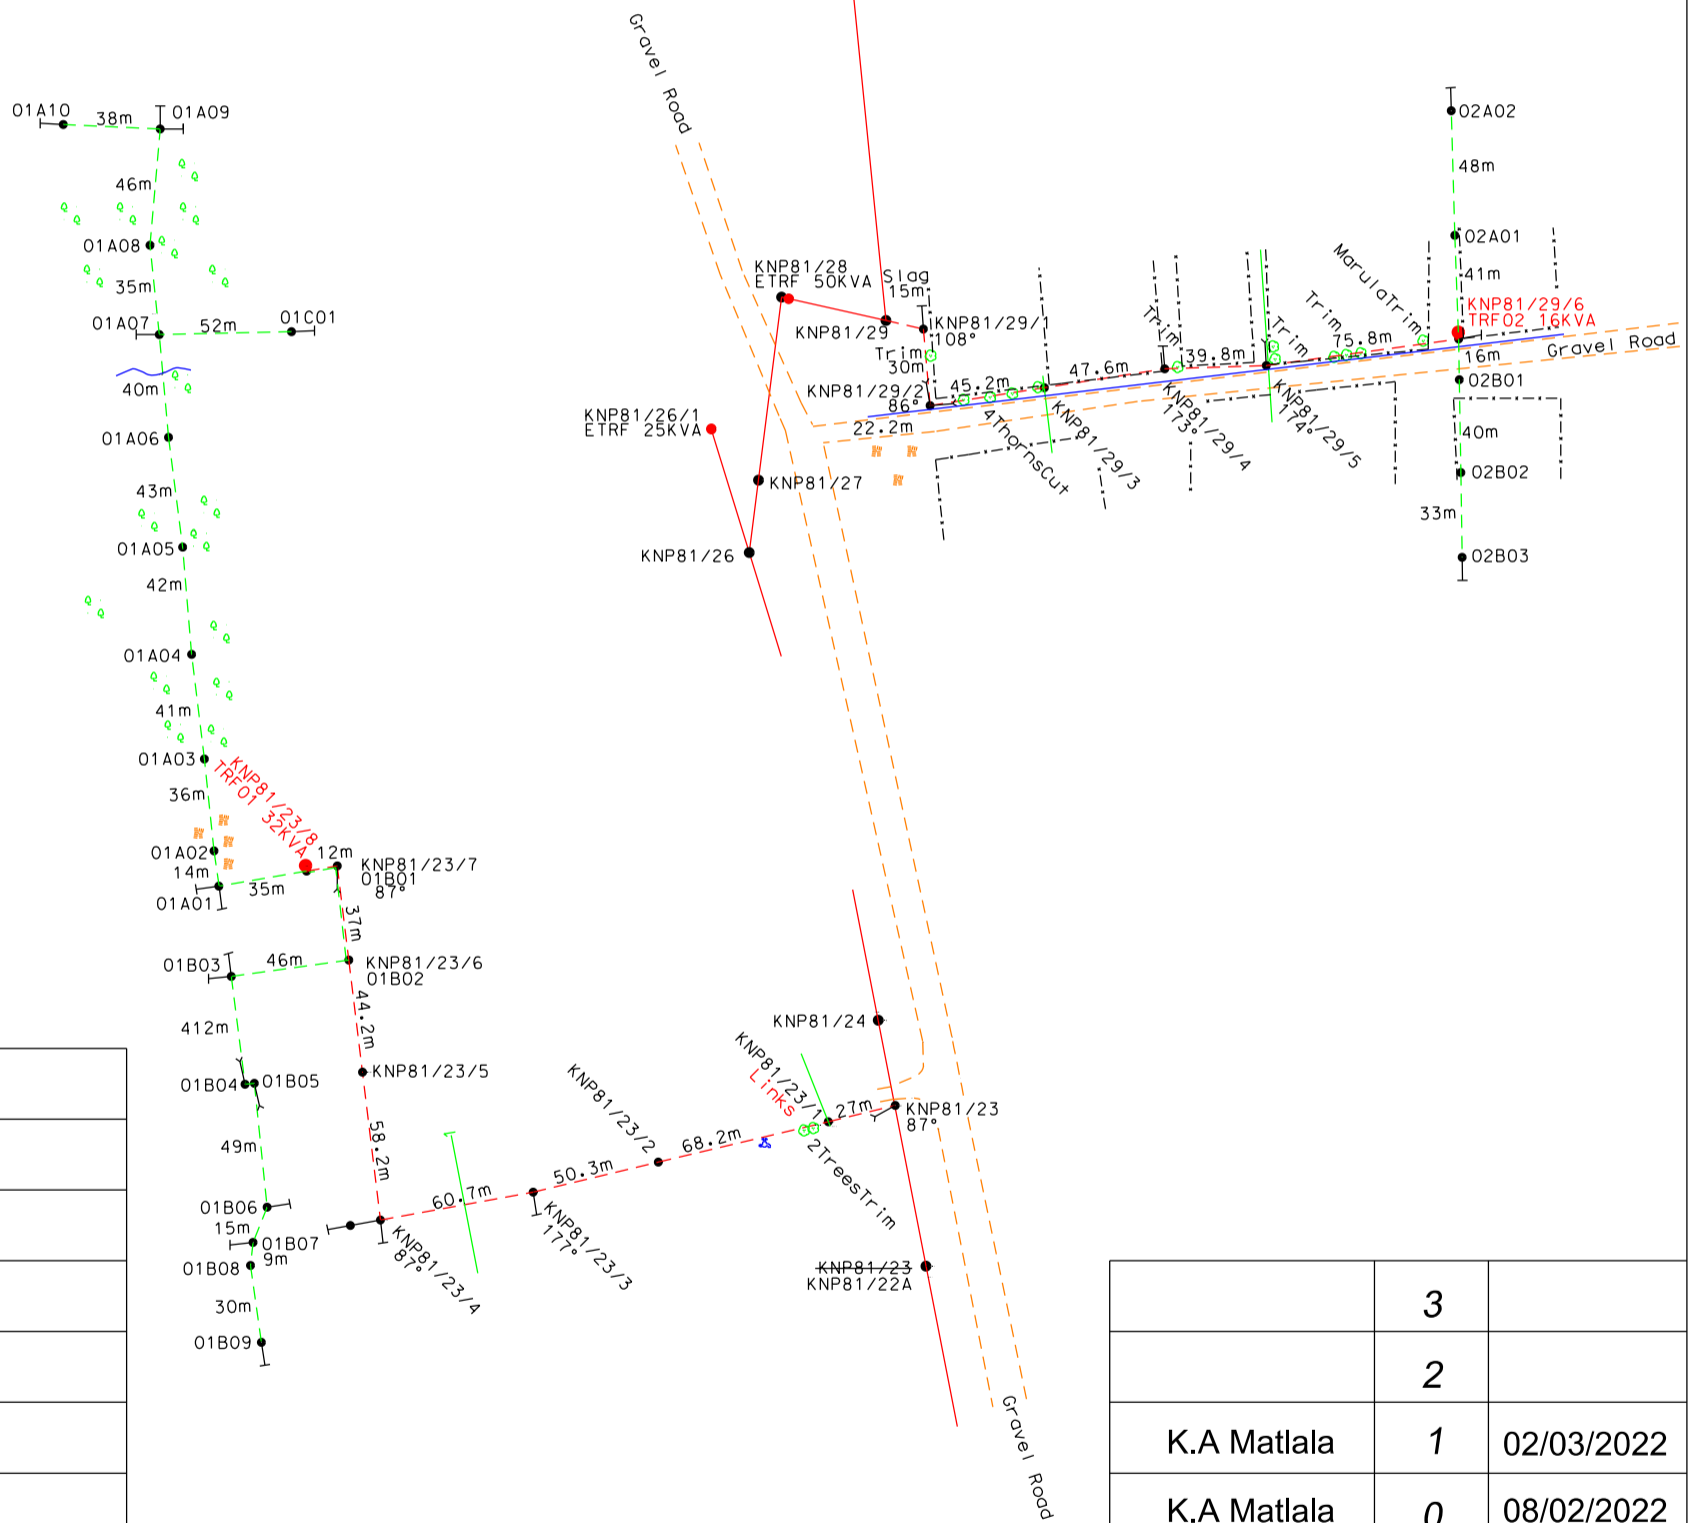 Gravel Road
01A10
38m
01A09
46m
01A08
35m
01A07
52m
01C01
40m
01A06
43m
01A05
42m
01A04
41m
01A03
36m
KNP81/23/8
TRF01 32KVA
01A02
14m
01A01
35m
12m
KNP81/23/7
01B01
87°
37m
01B03
46m
KNP81/23/6
01B02
412m
44.2m
01B04
01B05
KNP81/23/5
49m
58.2m
01B06
15m
01B07
9m
01B08
30m
01B09
KNP81/23/4
87°
60.7m
KNP81/23/3
177°
50.3m
KNP81/23/2
68.2m
KNP81/23/1
Links
2TreesTrim
27m
KNP81/24
KNP81/23
87°
KNP81/23
KNP81/22A
Gravel Road
KNP81/28
ETRF 50KVA
Slag
15m
KNP81/29
KNP81/29/1
108°
Trim
30m
KNP81/29/2
86°
KNP81/26/1
ETRF 25KVA
22.2m
KNP81/27
KNP81/26
45.2m
4ThornsCut
KNP81/29/3
47.6m
Trim
39.8m
KNP81/29/4
173°
Trim
KNP81/29/5
174°
Trim
75.8m
MarulaTrim
02A02
48m
02A01
41m
KNP81/29/6
TRF02 16KVA
16m
Gravel Road
02B01
40m
02B02
33m
02B03
3
2
K.A Matlala 1 02/03/2022
K.A Matlala 0 08/02/2022